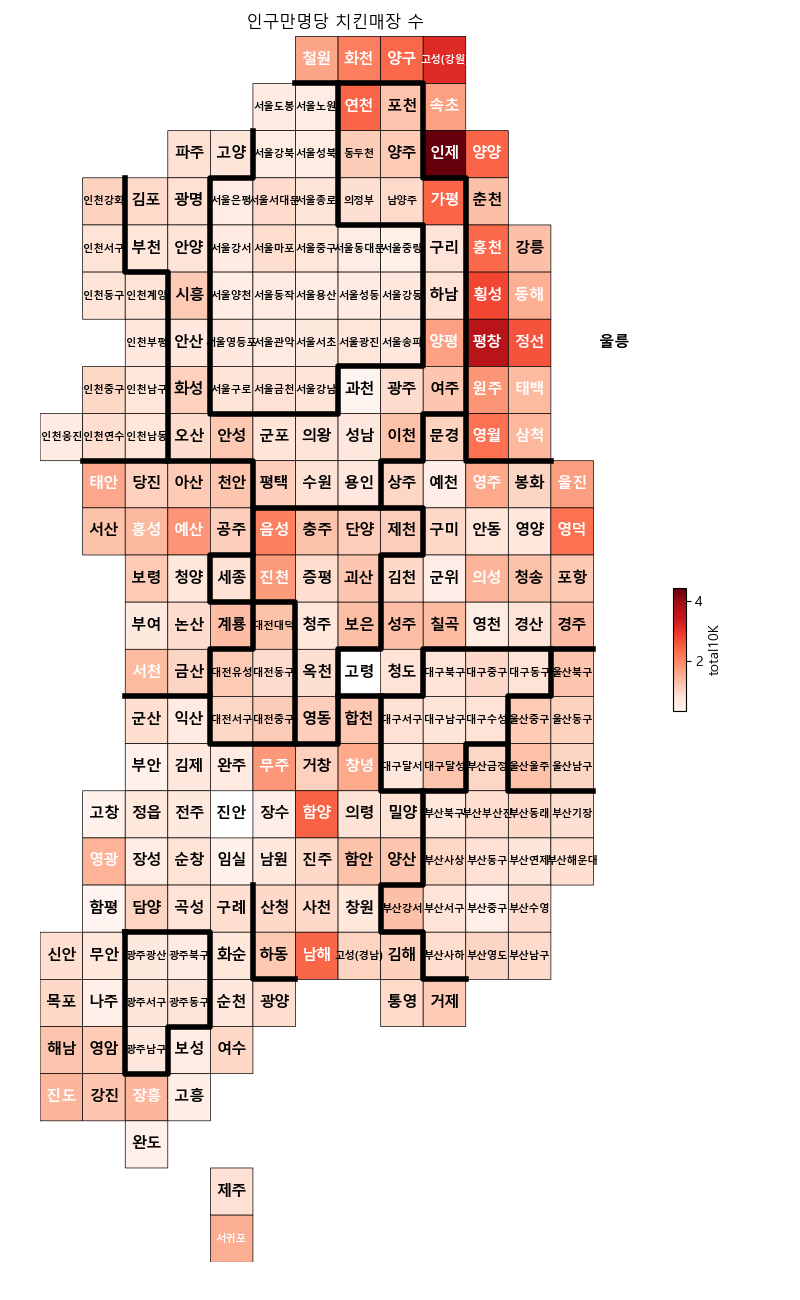 인구만명당 치킨매장 수
철원 화천 양구 고성(강원)
서울도봉 서울노원 연천 포천 속초
파주 고양 서울강북 서울성북 동두천 양주 인제 양양
인천강화 김포 광명 서울은평 서울서대문 서울종로 의정부 남양주 가평 춘천
인천서구 부천 안양 서울강서 서울마포 서울중구 서울동대문 서울중랑 구리 홍천 강릉
인천동구 인천계양 시흥 서울양천 서울동작 서울용산 서울성동 서울강동 하남 횡성 동해
인천부평 안산 서울영등포 서울관악 서울서초 서울광진 서울송파 양평 평창 정선 울릉
인천중구 인천남구 화성 서울구로 서울금천 서울강남 과천 광주 여주 원주 태백
인천옹진 인천연수 인천남동 오산 안성 군포 의왕 성남 이천 문경 영월 삼척
태안 당진 아산 천안 평택 수원 용인 상주 예천 영주 봉화 울진
서산 홍성 예산 공주 음성 충주 단양 제천 구미 안동 영양 영덕
보령 청양 세종 진천 증평 괴산 김천 군위 의성 청송 포항
부여 논산 계룡 대전대덕 청주 보은 성주 칠곡 영천 경산 경주
서천 금산 대전유성 대전동구 옥천 고령 청도 대구북구 대구중구 대구동구 울산북구
군산 익산 대전서구 대전중구 영동 합천 대구서구 대구남구 대구수성 울산중구 울산동구
부안 김제 완주 무주 거창 창녕 대구달서 대구달성 부산금정 울산울주 울산남구
고창 정읍 전주 진안 장수 함양 의령 밀양 부산북구 부산부산진 부산동래 부산기장
영광 장성 순창 임실 남원 진주 함안 양산 부산사상 부산동구 부산연제 부산해운대
함평 담양 곡성 구례 산청 사천 창원 부산강서 부산서구 부산중구 부산수영
신안 무안 광주광산 광주북구 화순 하동 남해 고성(경남) 김해 부산사하 부산영도 부산남구
목포 나주 광주서구 광주동구 순천 광양 통영 거제
해남 영암 광주남구 보성 여수
진도 강진 장흥 고흥
완도
제주
서귀포
4
2
total10K